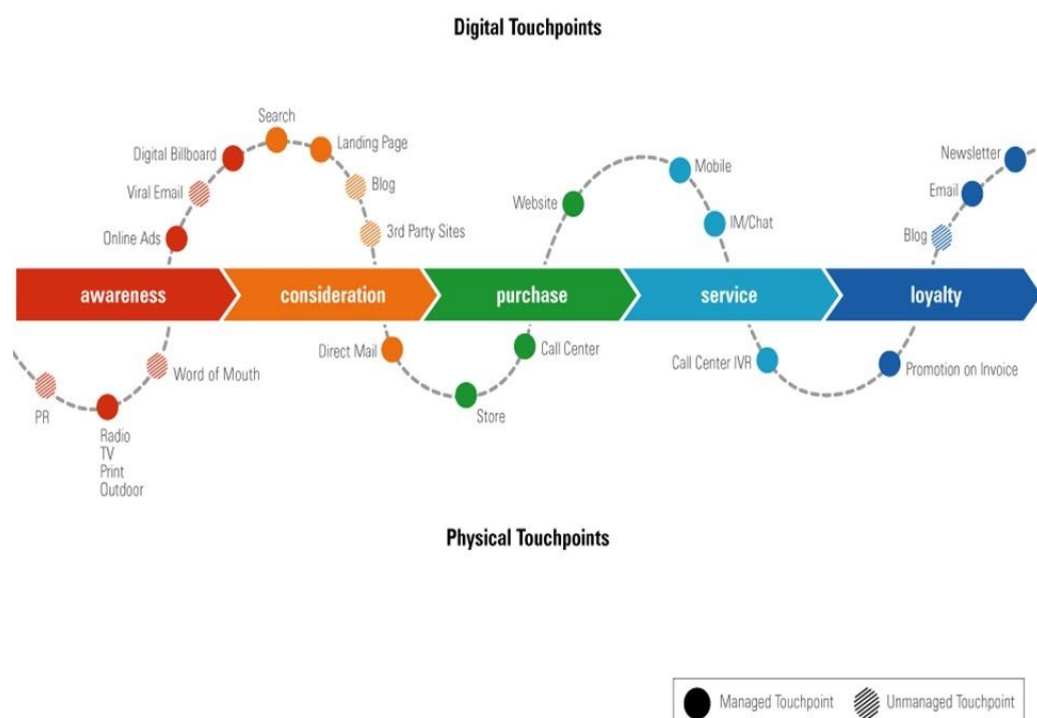 Digital Touchpoints
Search
Digital Billboard
Landing Page
Viral Email
Blog
Online Ads
3rd Party Sites
Website
Mobile
IM/Chat
Newsletter
Email
Blog
awareness
consideration
purchase
service
loyalty
PR
Radio
TV
Print
Outdoor
Word of Mouth
Direct Mail
Store
Call Center
Call Center IVR
Promotion on Invoice
Physical Touchpoints
Managed Touchpoint
Unmanaged Touchpoint